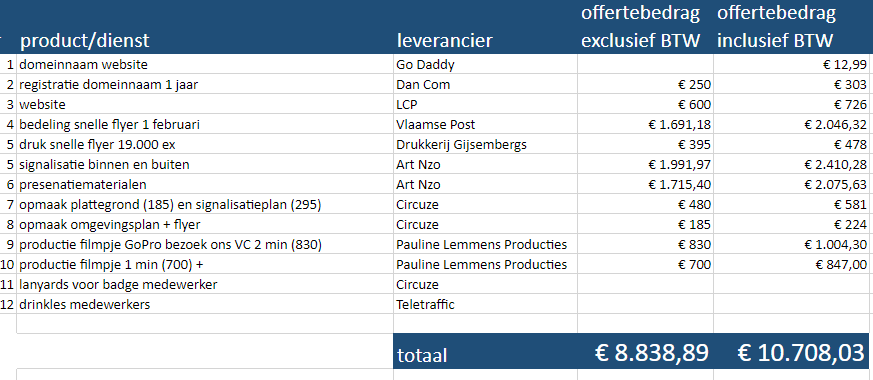 product/dienst leverancier offertebedrag exclusief BTW offertebedrag inclusief BTW
1 domeinnaam website Go Daddy € 12,99
2 registratie domeinnaam 1 jaar Dan Com € 250 € 303
3 website LCP € 600 € 726
4 bedeling snelle flyer 1 februari Vlaamse Post € 1.691,18 € 2.046,32
5 druk snelle flyer 19.000 ex Drukkerij Gijsembergs € 395 € 478
5 signalisatie binnen en buiten Art Nzo € 1.991,97 € 2.410,28
6 presenatiematerialen Art Nzo € 1.715,40 € 2.075,63
7 opmaak plattegrond (185) en signalisatieplan (295) Circuze € 480 € 581
8 opmaak omgevingsplan + flyer Circuze € 185 € 224
9 productie filmpje GoPro bezoek ons VC 2 min (830) Pauline Lemmens Producties € 830 € 1.004,30
10 productie filmpje 1 min (700) + Pauline Lemmens Producties € 700 € 847,00
11 lanyards voor badge medewerker Circuze
12 drinkles medewerkers Teletraffic
totaal € 8.838,89 € 10.708,03